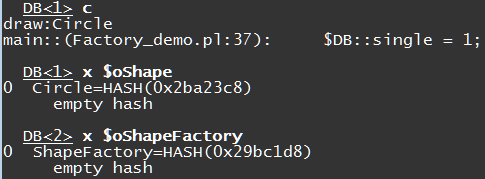 DB<1> c
draw:Circle
main::(Factory_demo.pl:37):     $DB::single = 1;
DB<1> x $oShape
0  Circle=HASH(0x2ba23c8)
empty hash
DB<2> x $oShapeFactory
0  ShapeFactory=HASH(0x29bc1d8)
empty hash